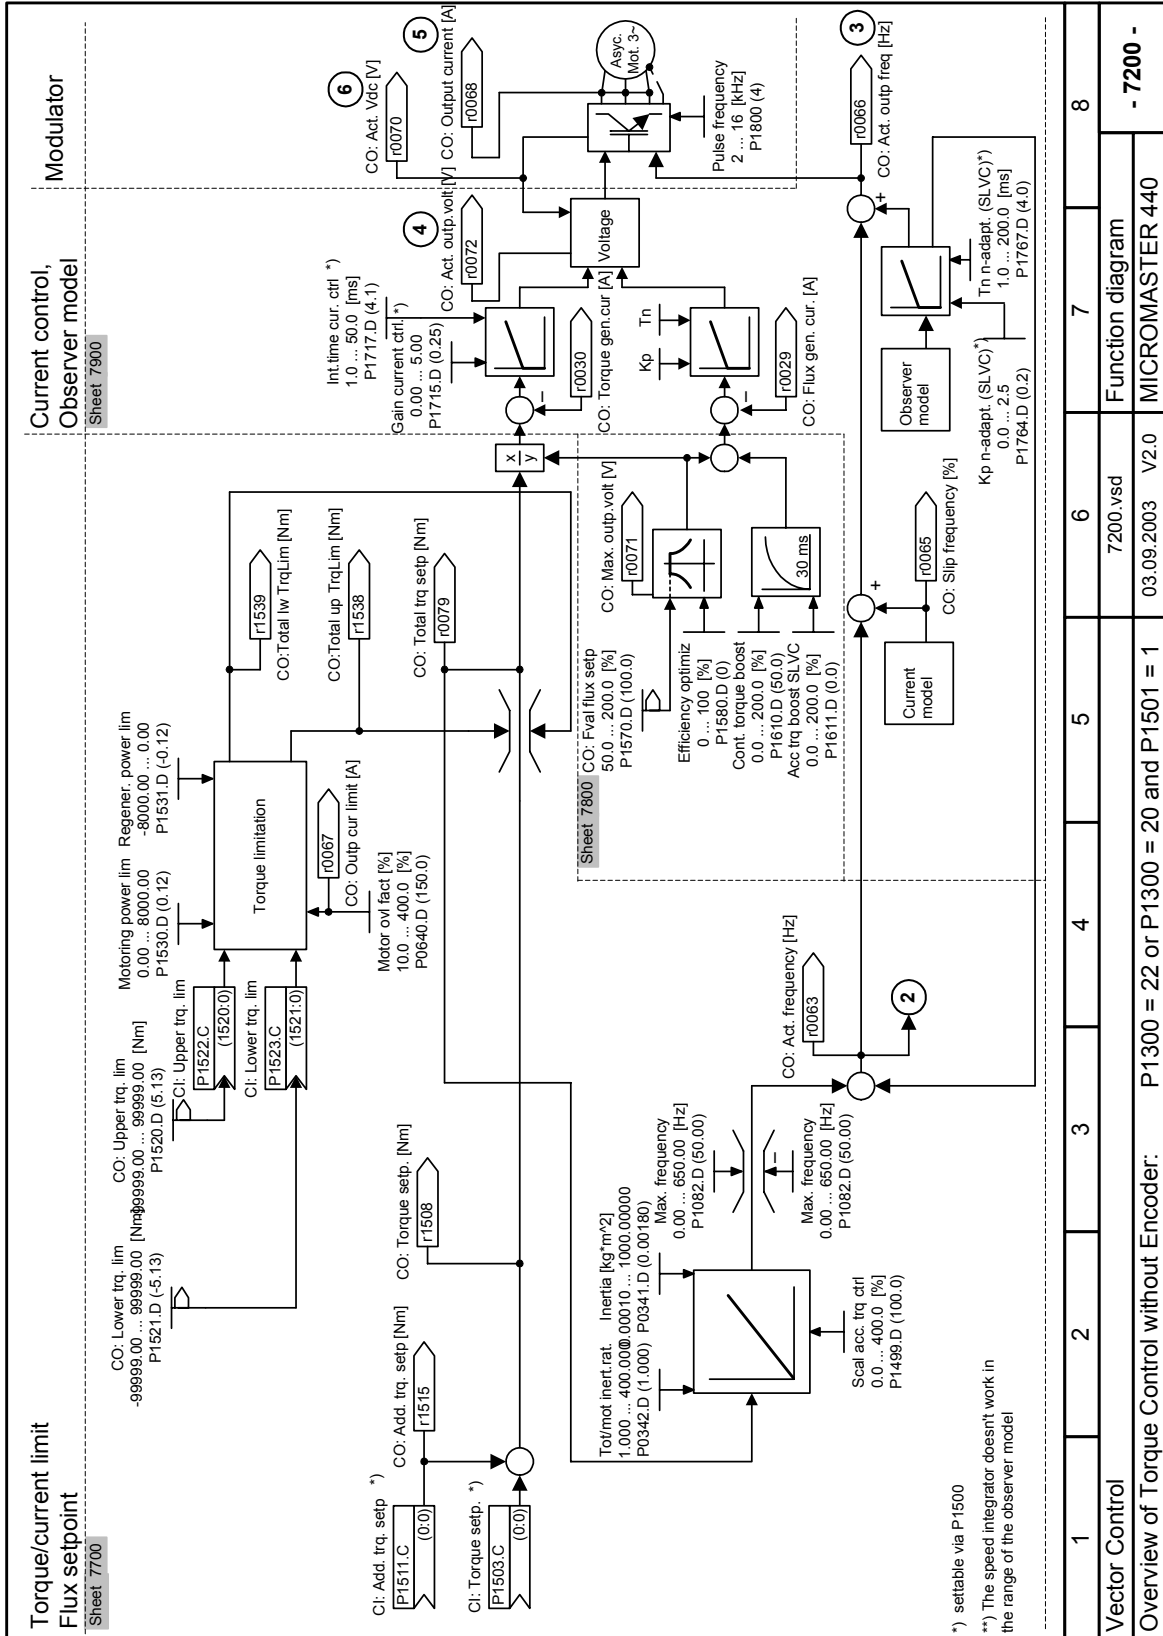 Torque/current limit
Flux setpoint
Sheet 7700
Current control,
Observer model
Sheet 7900
Modulator
CO: Lower trq. lim
-99999.00 ... 99999.00 [Nm]
P1521.D (-5.13)
CO: Upper trq. lim
-99999.00 ... 99999.00 [Nm]
P1520.D (5.13)
CI: Upper trq. lim
P1522.C
(1520:0)
CI: Lower trq. lim
P1523.C
(1521:0)
Motoring power lim
0.00 ... 8000.00
P1530.D (0.12)
Regener. power lim
-8000.00 ... 0.00
P1531.D (-0.12)
Torque limitation
r0067
CO: Outp cur limit [A]
Motor ovl fact [%]
10.0 ... 400.0 [%]
P0640.D (150.0)
r1539
CO:Total lw TrqLim [Nm]
r1538
CO:Total up TrqLim [Nm]
CO: Total trq setp [Nm]
r0079
CI: Add. trq. setp *)
P1511.C
(0:0)
CO: Add. trq. setp [Nm]
r1515
CI: Torque setp. *)
P1503.C
(0:0)
CO: Torque setp. [Nm]
r1508
x
y
Int.time cur. ctrl *)
1.0 ... 50.0 [ms]
P1717.D (4.1)
Gain current ctrl. *)
0.00 ... 5.00
P1715.D (0.25)
–
r0030
CO: Torque gen.cur [A]
Kp
Tn
–
r0029
CO: Flux gen. cur. [A]
Voltage
4
CO: Act. outp.volt [V]
r0072
6
CO: Act. Vdc [V]
r0070
5
CO: Output current [A]
r0068
Asyc.
Mot. 3~
Pulse frequency
2 ... 16 [kHz]
P1800 (4)
Sheet 7800
CO: Fval flux setp
50.0 ... 200.0 [%]
P1570.D (100.0)
CO: Max. outp.volt [V]
r0071
Efficiency optimiz
0 ... 100 [%]
P1580.D (0)
Cont. torque boost
0.0 ... 200.0 [%]
P1610.D (50.0)
Acc trq boost SLVC
0.0 ... 200.0 [%]
P1611.D (0.0)
30 ms
Tot/mot inert.rat.
1.000 ... 400.000
P0342.D (1.000)
Inertia [kg*m^2]
0.00010 ... 1000.00000
P0341.D (0.00180)
Scal acc. trq ctrl
0.0 ... 400.0 [%]
P1499.D (100.0)
Max. frequency
0.00 ... 650.00 [Hz]
P1082.D (50.00)
–
Max. frequency
0.00 ... 650.00 [Hz]
P1082.D (50.00)
CO: Act. frequency [Hz]
r0063
2
Current
model
r0065
CO: Slip frequency [%]
+
Observer
model
Kp n-adapt. (SLVC)*)
0.0 ... 2.5
P1764.D (0.2)
Tn n-adapt. (SLVC)*)
1.0 ... 200.0 [ms]
P1767.D (4.0)
+
3
r0066
CO: Act. outp freq [Hz]
*) settable via P1500
**) The speed integrator doesn't work in
the range of the observer model
1 2 3 4 5 6 7 8
Vector Control
7200.vsd
Function diagram
- 7200 -
Overview of Torque Control without Encoder: P1300 = 22 or P1300 = 20 and P1501 = 1
03.09.2003 V2.0
MICROMASTER 440